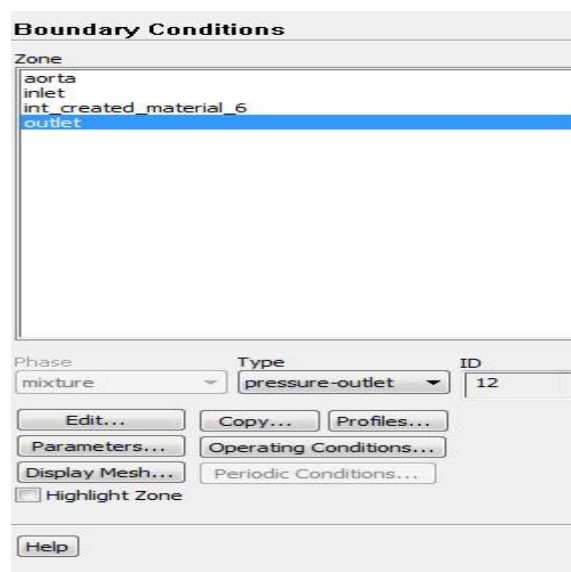 Boundary Conditions
Zone
aorta
inlet
int_created_material_6
outlet
Phase Type ID
mixture pressure-outlet 12
Edit... Copy... Profiles...
Parameters... Operating Conditions...
Display Mesh... Periodic Conditions...
Highlight Zone
Help